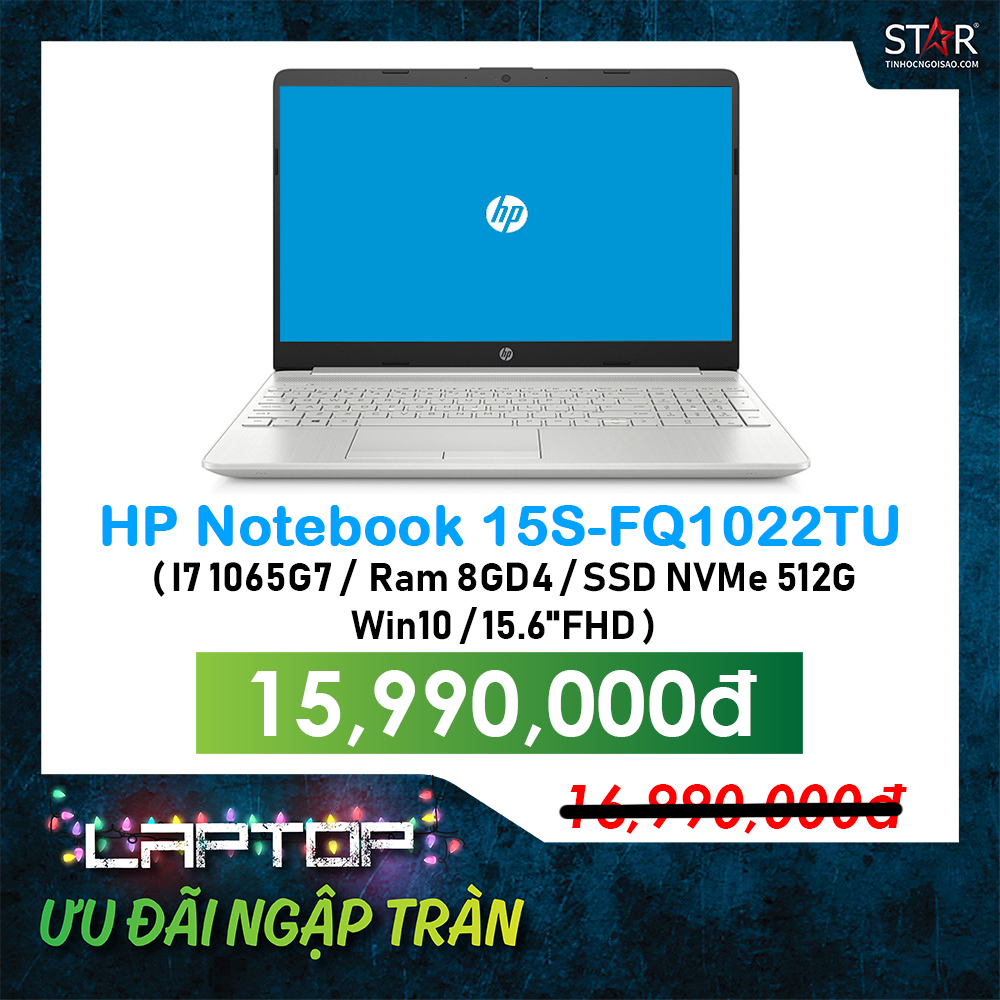 STAR®
TINHOCNGOISAO.COM
hp
hp
HP Notebook 15S-FQ1022TU
( I7 1065G7 / Ram 8GD4 / SSD NVMe 512G
Win10 / 15.6"FHD )
15,990,000đ
16,990,000đ
LAPTOP
ƯU ĐÃI NGẬP TRÀN